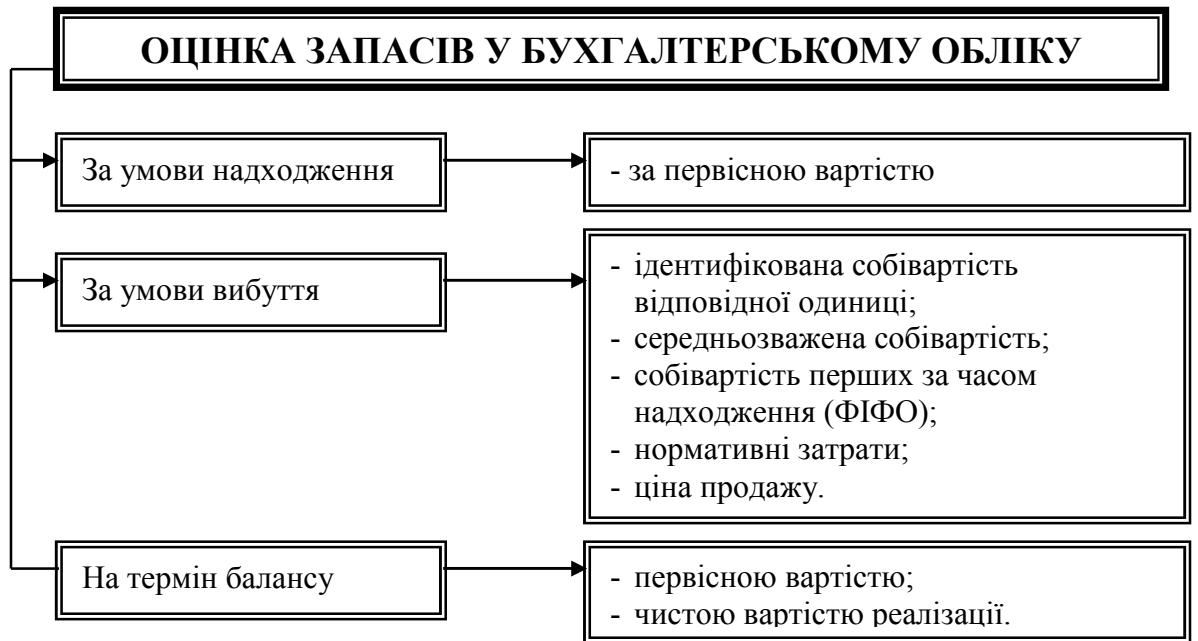 ОЦІНКА ЗАПАСІВ У БУХГАЛТЕРСЬКОМУ ОБЛІКУ
За умови надходження
- за первісною вартістю
За умови вибуття
- ідентифікована собівартість
відповідної одиниці;
- середньозважена собівартість;
- собівартість перших за часом
надходження (ФІФО);
- нормативні затрати;
- ціна продажу.
На термін балансу
- первісною вартістю;
- чистою вартістю реалізації.